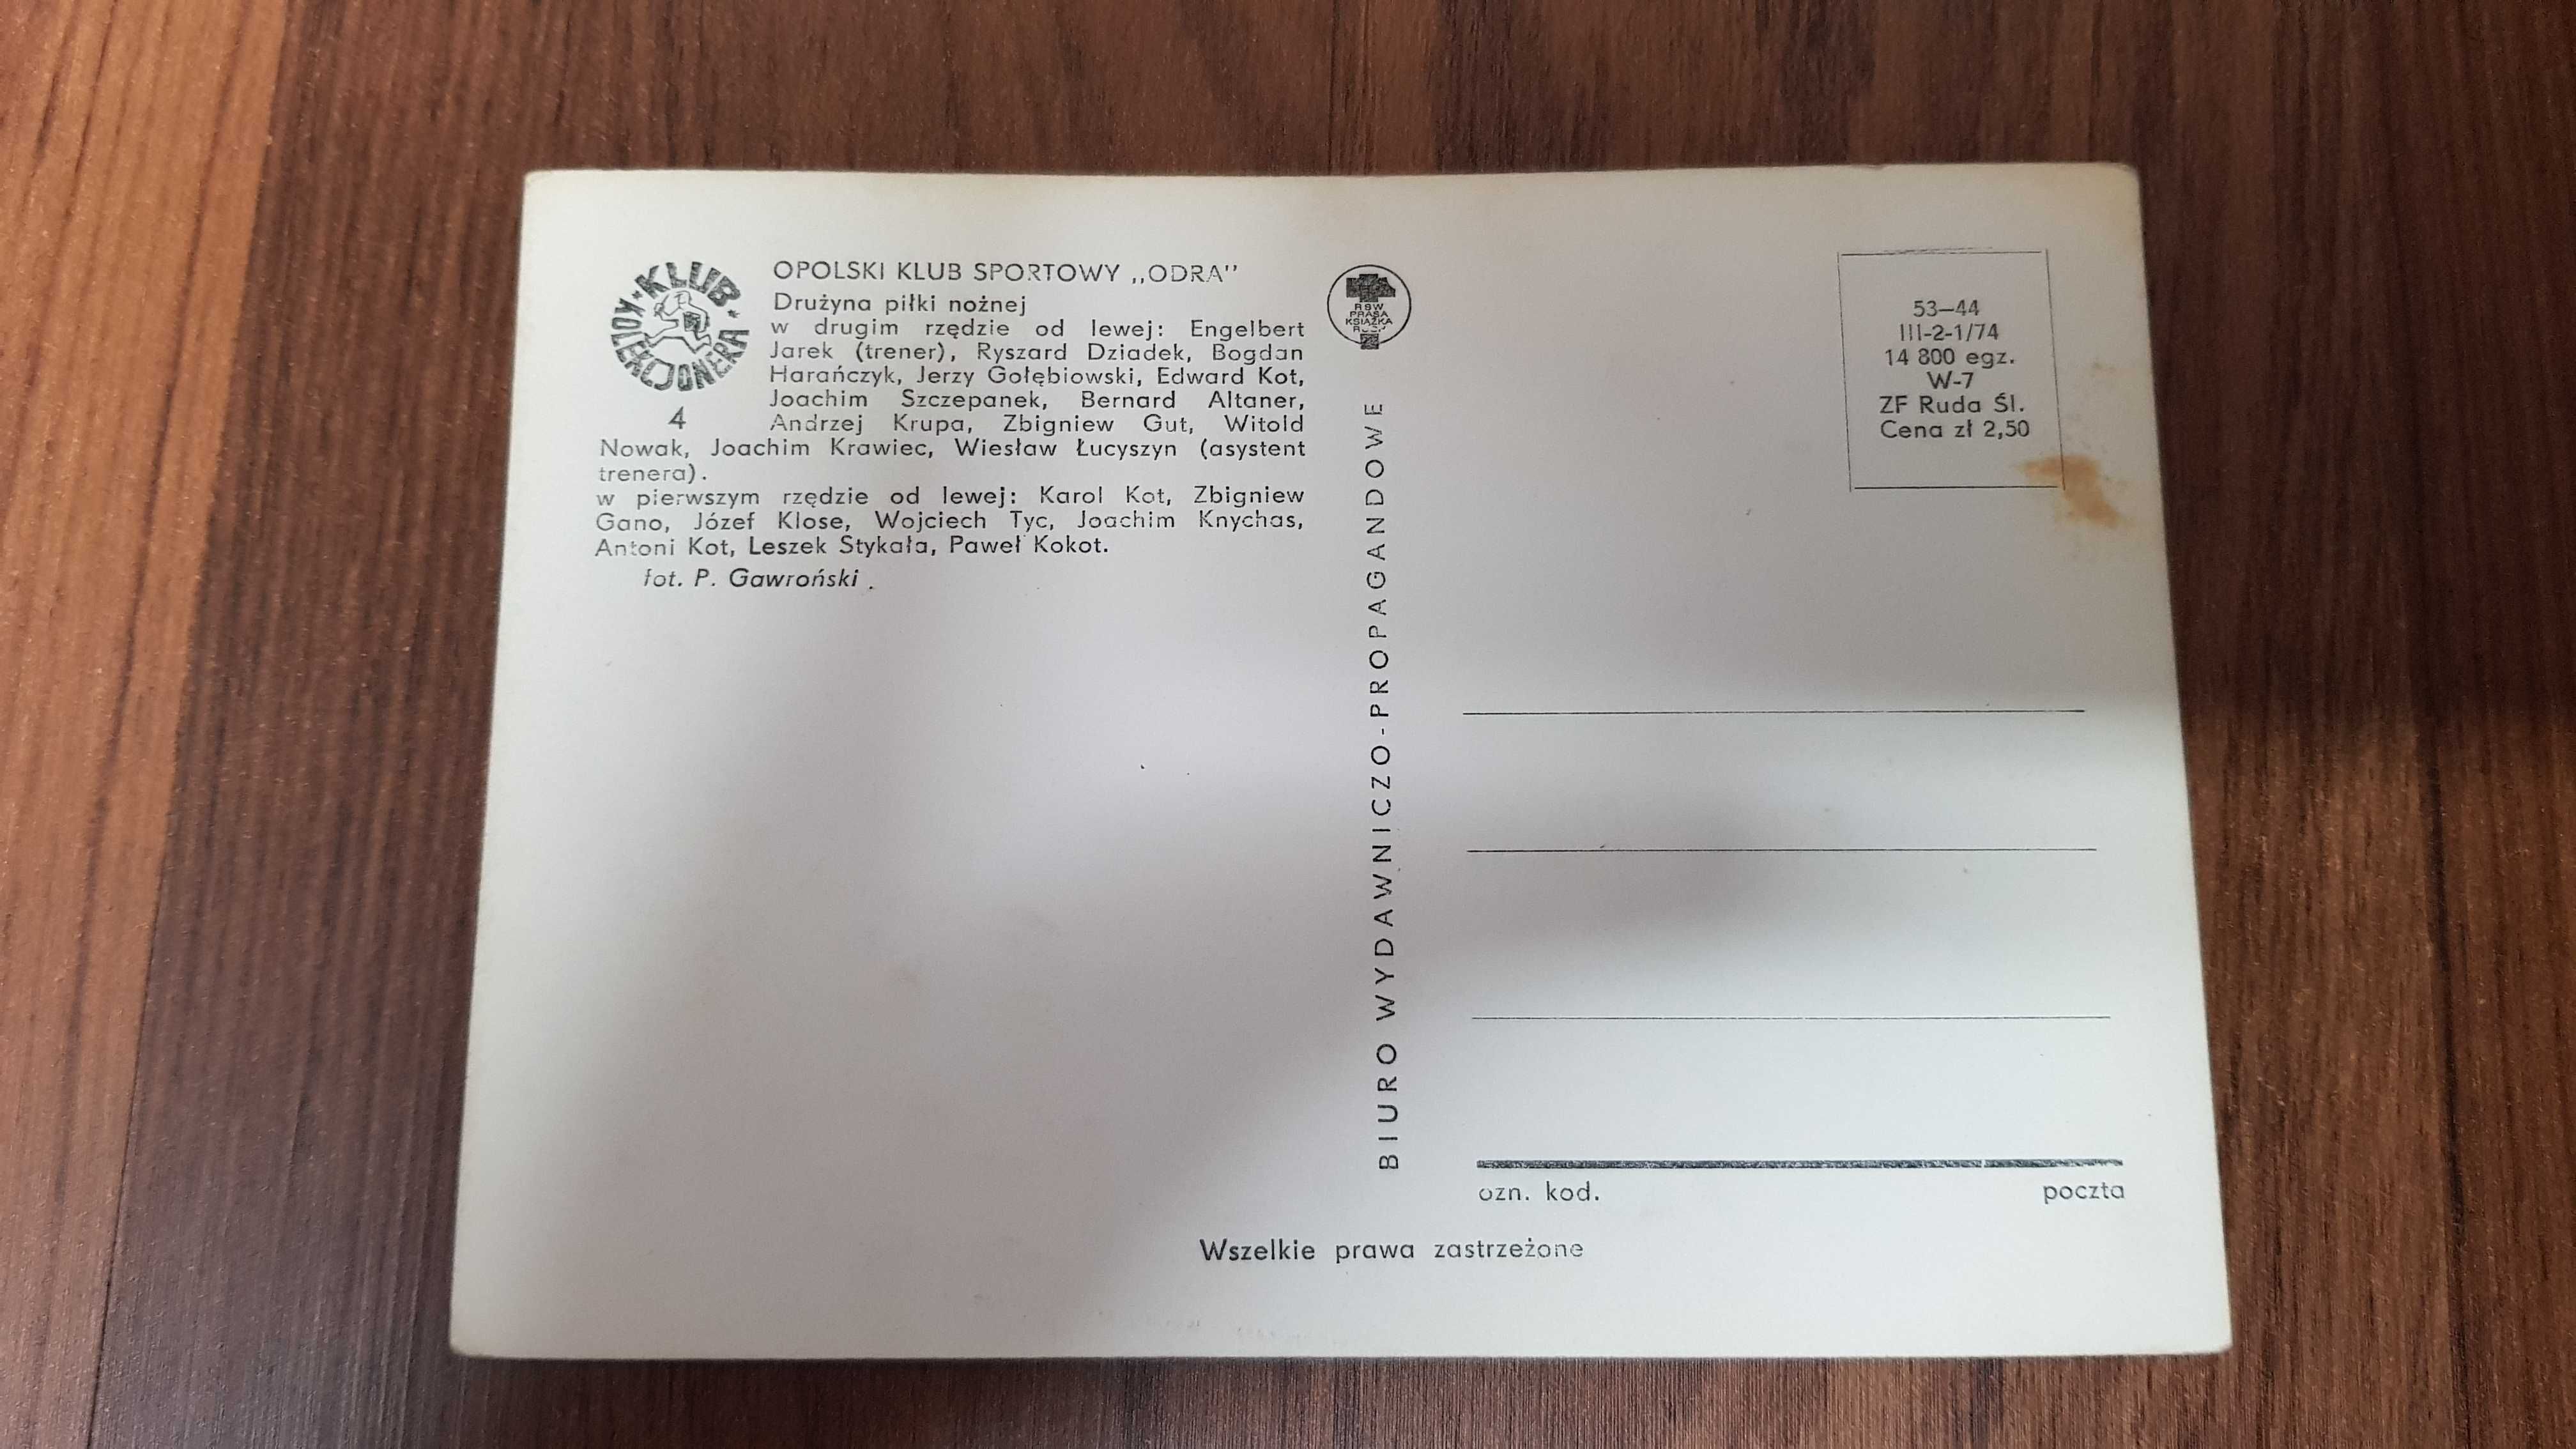 KLUB KOLEKCJONERA
4
OPOLSKI KLUB SPORTOWY „ODRA"
Drużyna piłki nożnej
w drugim rzędzie od lewej: Engelbert
Jarek (trener), Ryszard Dziadek, Bogdan
Harańczyk, Jerzy Gołębiowski, Edward Kot,
Joachim Szczepanek, Bernard Altaner,
Andrzej Krupa, Zbigniew Gut, Witold
Nowak, Joachim Krawiec, Wiesław Łucyszyn (asystent
trenera).
w pierwszym rzędzie od lewej: Karol Kot, Zbigniew
Gano, Józef Klose, Wojciech Tyc, Joachim Knychas,
Antoni Kot, Leszek Stykała, Paweł Kokot.
fot. P. Gawroński.
RSW
PRASA
KSIĄŻKA
RUCH
BIURO WYDAWNICZO-PROPAGANDOWE
53–44
III-2-1/74
14 800 egz.
W-7
ZF Ruda Śl.
Cena zł 2,50
ozn. kod. poczta
Wszelkie prawa zastrzeżone